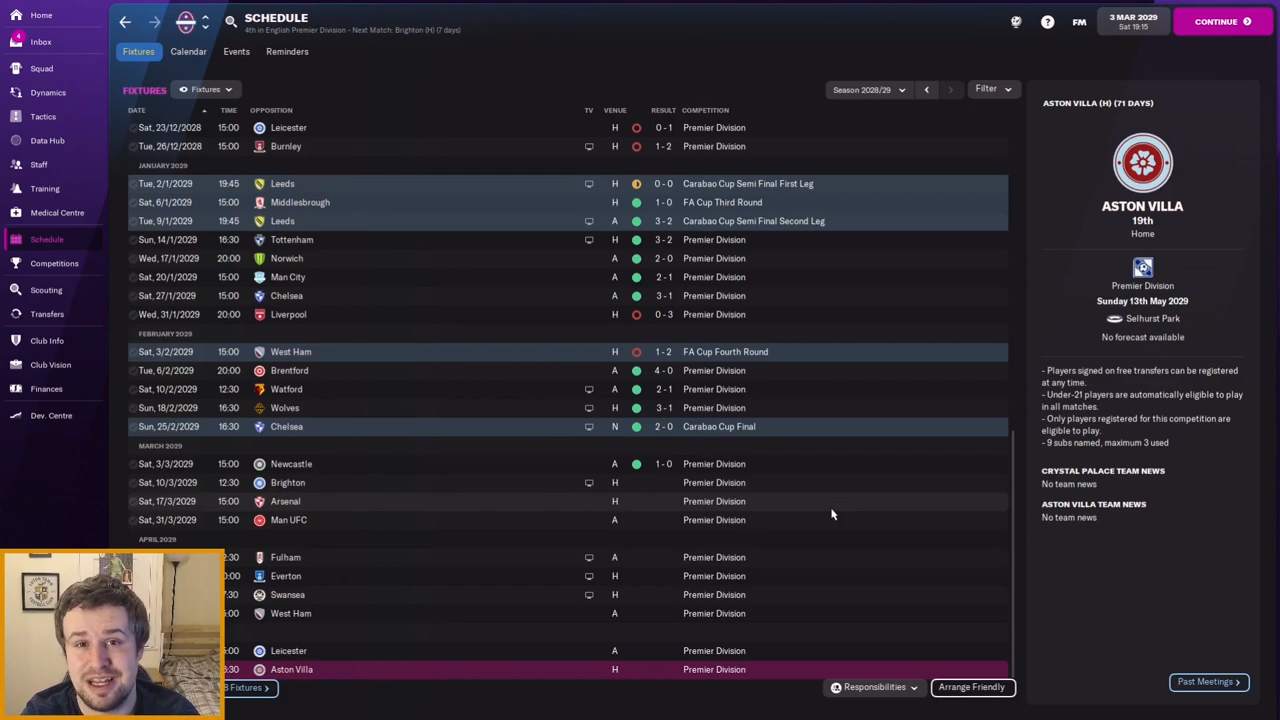 SCHEDULE
4th in English Premier Division - Next Match: Brighton (H) (7 days)
FM
3 MAR 2029
Sat 19:15
CONTINUE
Home
4
Inbox
Squad
Dynamics
Tactics
Data Hub
Staff
Training
Medical Centre
Schedule
Competitions
Scouting
Transfers
Club Info
Club Vision
Finances
Dev. Centre
Fixtures Calendar Events Reminders
FIXTURES Fixtures Season 2028/29 Filter
DATE TIME OPPOSITION TV VENUE RESULT COMPETITION
Sat, 23/12/2028 15:00 Leicester H 0 - 1 Premier Division
Tue, 26/12/2028 15:00 Burnley H 1 - 2 Premier Division
JANUARY 2029
Tue, 2/1/2029 19:45 Leeds H 0 - 0 Carabao Cup Semi Final First Leg
Sat, 6/1/2029 15:00 Middlesbrough H 1 - 0 FA Cup Third Round
Tue, 9/1/2029 19:45 Leeds A 3 - 2 Carabao Cup Semi Final Second Leg
Sun, 14/1/2029 16:30 Tottenham H 3 - 2 Premier Division
Wed, 17/1/2029 20:00 Norwich A 2 - 0 Premier Division
Sat, 20/1/2029 15:00 Man City A 2 - 1 Premier Division
Sat, 27/1/2029 15:00 Chelsea A 3 - 1 Premier Division
Wed, 31/1/2029 20:00 Liverpool H 0 - 3 Premier Division
FEBRUARY 2029
Sat, 3/2/2029 15:00 West Ham H 1 - 2 FA Cup Fourth Round
Tue, 6/2/2029 20:00 Brentford A 4 - 0 Premier Division
Sat, 10/2/2029 12:30 Watford A 2 - 1 Premier Division
Sun, 18/2/2029 16:30 Wolves H 3 - 1 Premier Division
Sun, 25/2/2029 16:30 Chelsea N 2 - 0 Carabao Cup Final
MARCH 2029
Sat, 3/3/2029 15:00 Newcastle A 1 - 0 Premier Division
Sat, 10/3/2029 12:30 Brighton H Premier Division
Sat, 17/3/2029 15:00 Arsenal H Premier Division
Sat, 31/3/2029 15:00 Man UFC A Premier Division
APRIL 2029
2:30 Fulham A Premier Division
0:00 Everton H Premier Division
7:30 Swansea H Premier Division
5:00 West Ham A Premier Division
5:00 Leicester A Premier Division
6:30 Aston Villa H Premier Division
Fixtures Responsibilities Arrange Friendly
ASTON VILLA (H) (71 DAYS)
ASTON VILLA
19th
Home
Premier Division
Sunday 13th May 2029
Selhurst Park
No forecast available
- Players signed on free transfers can be registered
at any time.
- Under-21 players are automatically eligible to play
in all matches.
- Only players registered for this competition are
eligible to play.
- 9 subs named, maximum 3 used
CRYSTAL PALACE TEAM NEWS
No team news
ASTON VILLA TEAM NEWS
No team news
Past Meetings